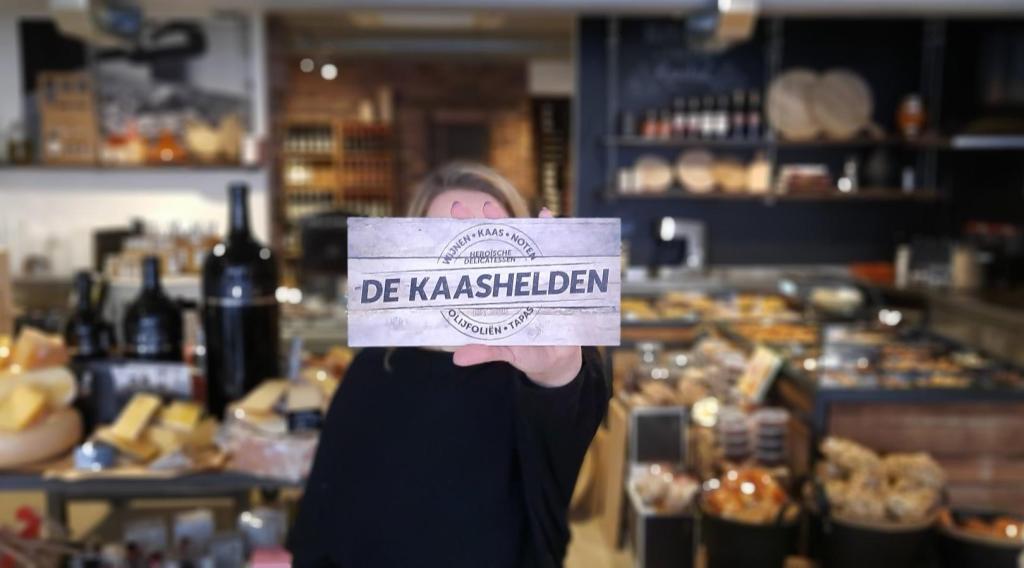 WIJNEN • KAAS • NOTEN
HEROÏSCHE
DELICATESSEN
DE KAASHELDEN
OLIJFOLIËN • TAPAS